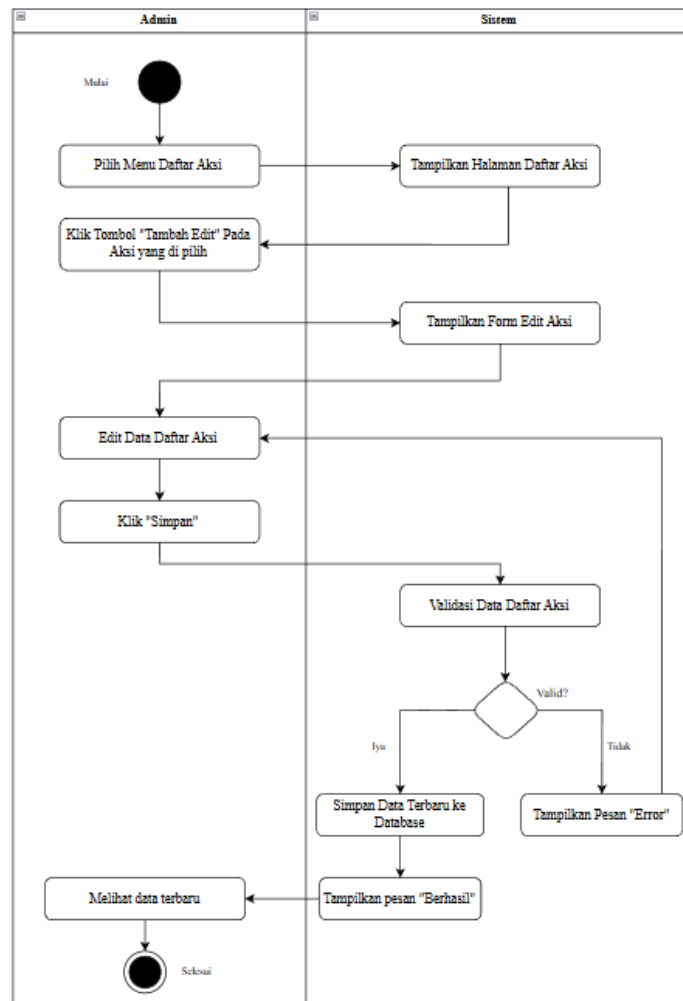 Admin
Sistem
Mulai
Pilih Menu Daftar Aksi
Tampilkan Halaman Daftar Aksi
Klik Tombol "Tambah Edit" Pada
Aksi yang di pilih
Tampilkan Form Edit Aksi
Edit Data Daftar Aksi
Klik "Simpan"
Validasi Data Daftar Aksi
Valid?
Iya
Tidak
Simpan Data Terbaru ke
Database
Tampilkan Pesan "Error"
Melihat data terbaru
Tampilkan pesan "Berhasil"
Selesai